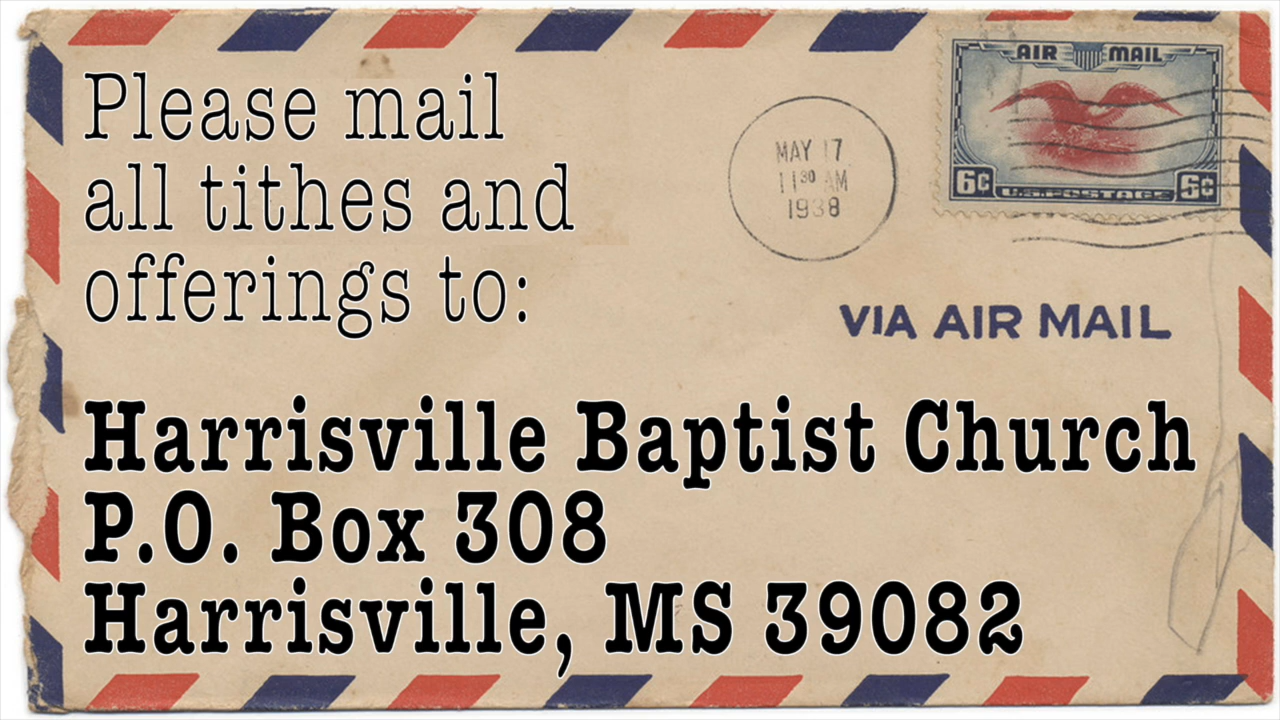 Please mail
all tithes and
offerings to:
AIR MAIL
6¢ U.S. POSTAGE 6¢
MAY 17
11 30 AM
1938
VIA AIR MAIL
Harrisville Baptist Church
P.O. Box 308
Harrisville, MS 39082